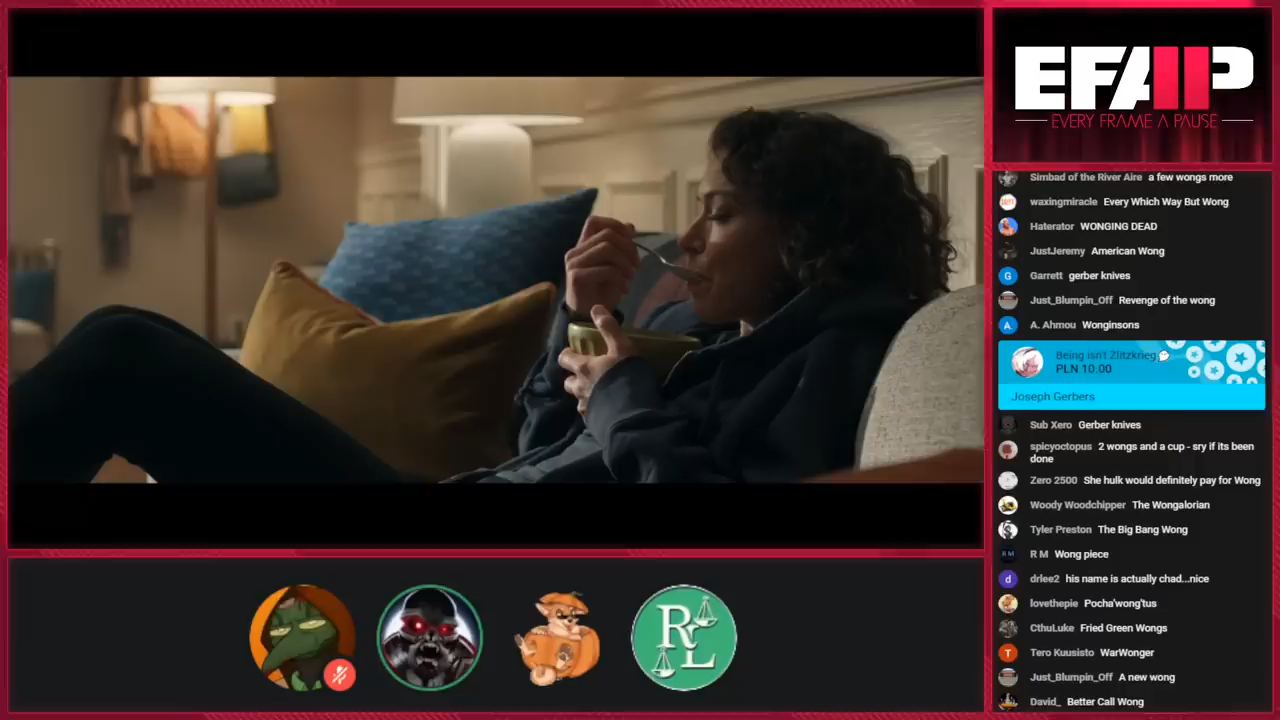 EFAP
EVERY FRAME A PAUSE
Simbad of the River Aire a few wongs more
waxingmiracle Every Which Way But Wong
Haterator WONGING DEAD
JustJeremy American Wong
G Garrett gerber knives
Just_Blumpin_Off Revenge of the wong
A. A. Ahmou Wonginsons
Being isn't Zlitzkrieg
PLN 10.00
Joseph Gerbers
Sub Xero Gerber knives
spicyoctopus 2 wongs and a cup - sry if its been
done
Zero 2500 She hulk would definitely pay for Wong
Woody Woodchipper The Wongalorian
Tyler Preston The Big Bang Wong
R M R M Wong piece
d drlee2 his name is actually chad...nice
lovethepie Pocha'wong'tus
CthuLuke Fried Green Wongs
T Tero Kuusisto WarWonger
Just_Blumpin_Off A new wong
David_ Better Call Wong
RL